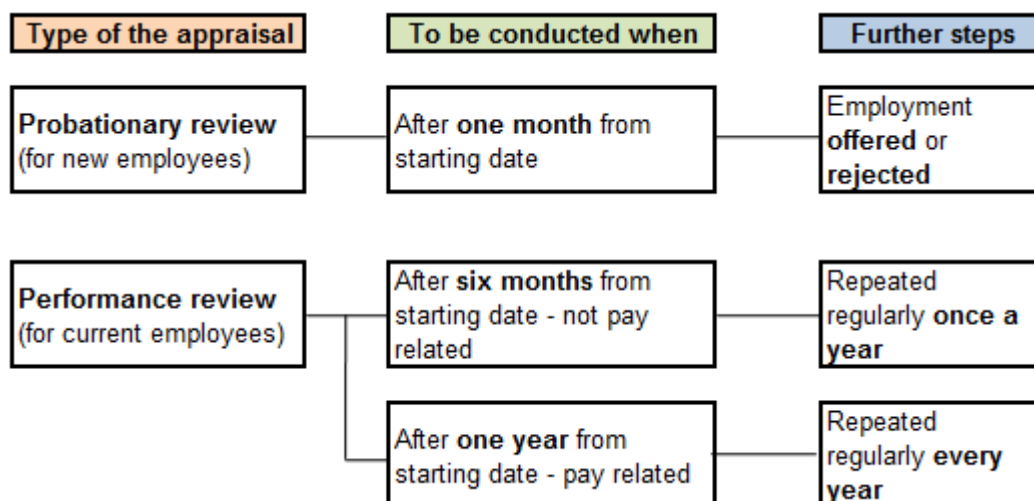 Type of the appraisal
To be conducted when
Further steps
Probationary review
(for new employees)
After one month from
starting date
Employment
offered or
rejected
Performance review
(for current employees)
After six months from
starting date - not pay
related
Repeated
regularly once a
year
After one year from
starting date - pay related
Repeated
regularly every
year